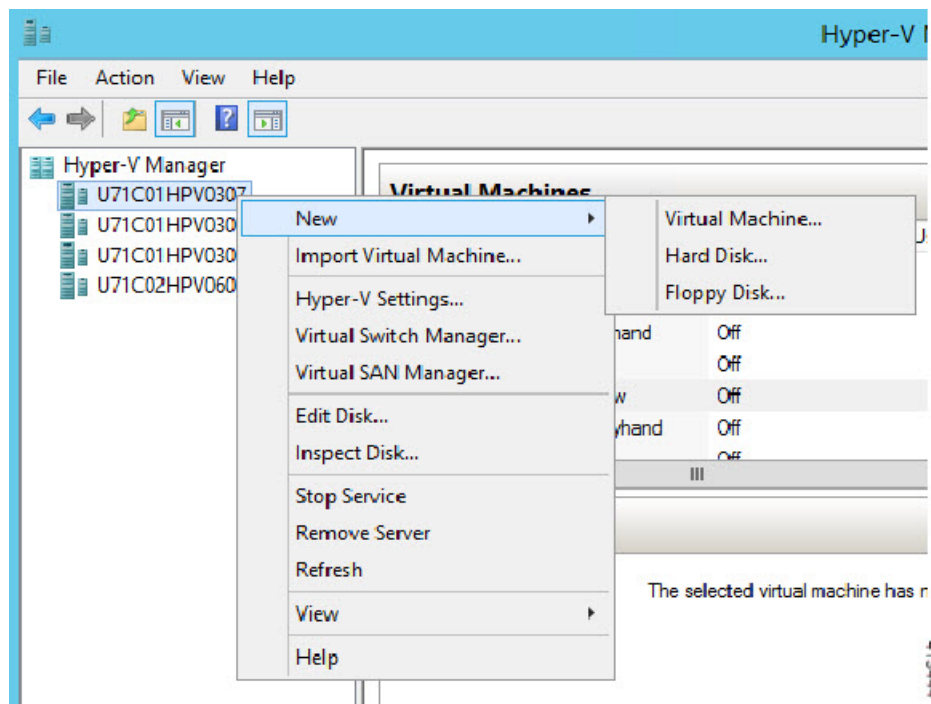 Hyper-V
File Action View Help
Hyper-V Manager
U71C01HPV0307
U71C01HPV030
U71C01HPV030
U71C02HPV060
Virtual Machines
New
Import Virtual Machine...
Hyper-V Settings...
Virtual Switch Manager...
Virtual SAN Manager...
Edit Disk...
Inspect Disk...
Stop Service
Remove Server
Refresh
View
Help
Virtual Machine...
Hard Disk...
Floppy Disk...
hand Off
Off
w Off
yhand Off
Off
The selected virtual machine has n